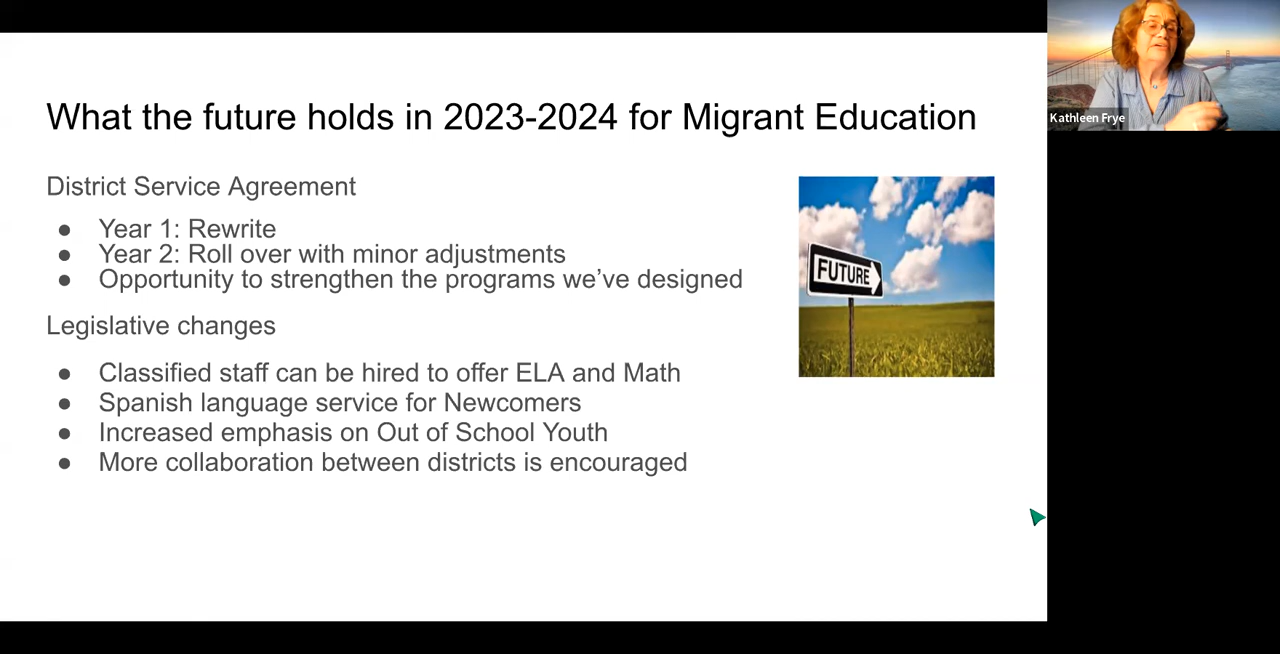 What the future holds in 2023-2024 for Migrant Education
District Service Agreement
● Year 1: Rewrite
● Year 2: Roll over with minor adjustments
● Opportunity to strengthen the programs we’ve designed
FUTURE
Legislative changes
● Classified staff can be hired to offer ELA and Math
● Spanish language service for Newcomers
● Increased emphasis on Out of School Youth
● More collaboration between districts is encouraged
Kathleen Frye